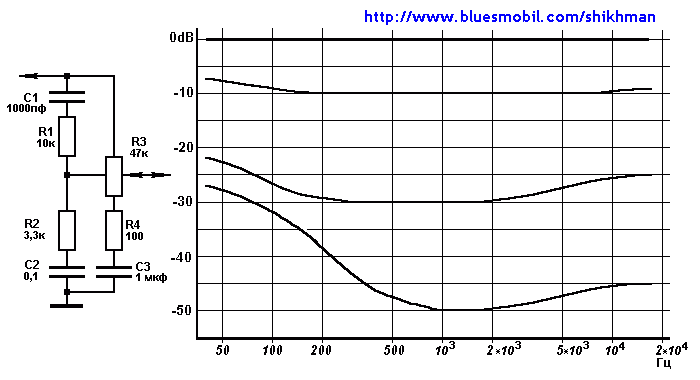 http://www.bluesmobil.com/shikhman
0dB
-10
-20
-30
-40
-50
50 100 200 500 10³ 2×10³ 5×10³ 10⁴ 2×10⁴
Гц
C1
1000пф
R1
10к
R3
47к
R2
3,3к
R4
100
C2
0,1
C3
1 мкф